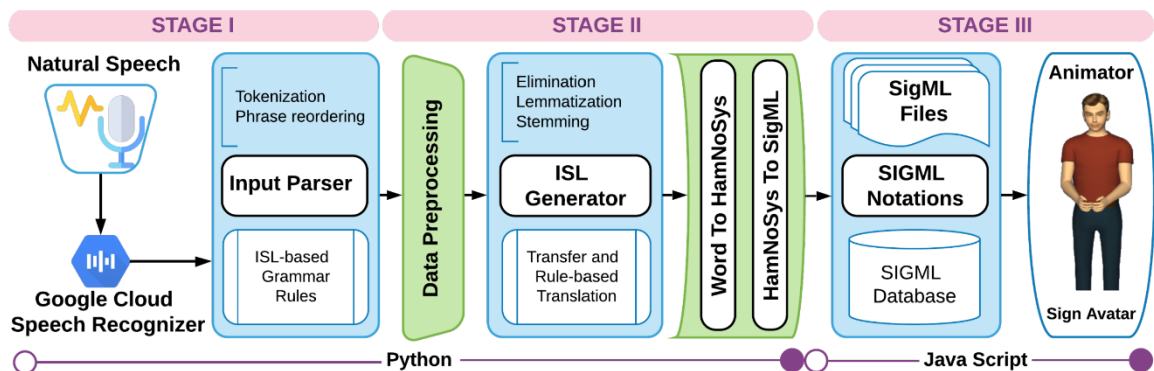 STAGE I
STAGE II
STAGE III
Natural Speech
Google Cloud
Speech Recognizer
Tokenization
Phrase reordering
Input Parser
ISL-based
Grammar
Rules
Data Preprocessing
Elimination
Lemmatization
Stemming
ISL
Generator
Transfer and
Rule-based
Translation
Word To HamNoSys
HamNoSys To SigML
SigML
Files
SIGML
Notations
SIGML
Database
Animator
Sign Avatar
Python
Java Script